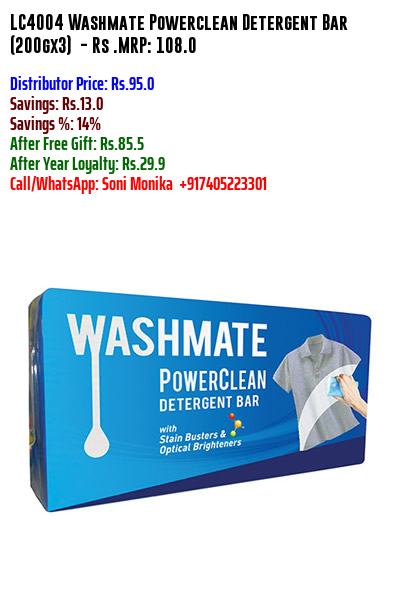 LC4004 Washmate Powerclean Detergent Bar
(200gx3) - Rs .MRP: 108.0
Distributor Price: Rs.95.0
Savings: Rs.13.0
Savings %: 14%
After Free Gift: Rs.85.5
After Year Loyalty: Rs.29.9
Call/WhatsApp: Soni Monika +917405223301
WASHMATE
POWERCLEAN
DETERGENT BAR
with
Stain Busters &
Optical Brighteners